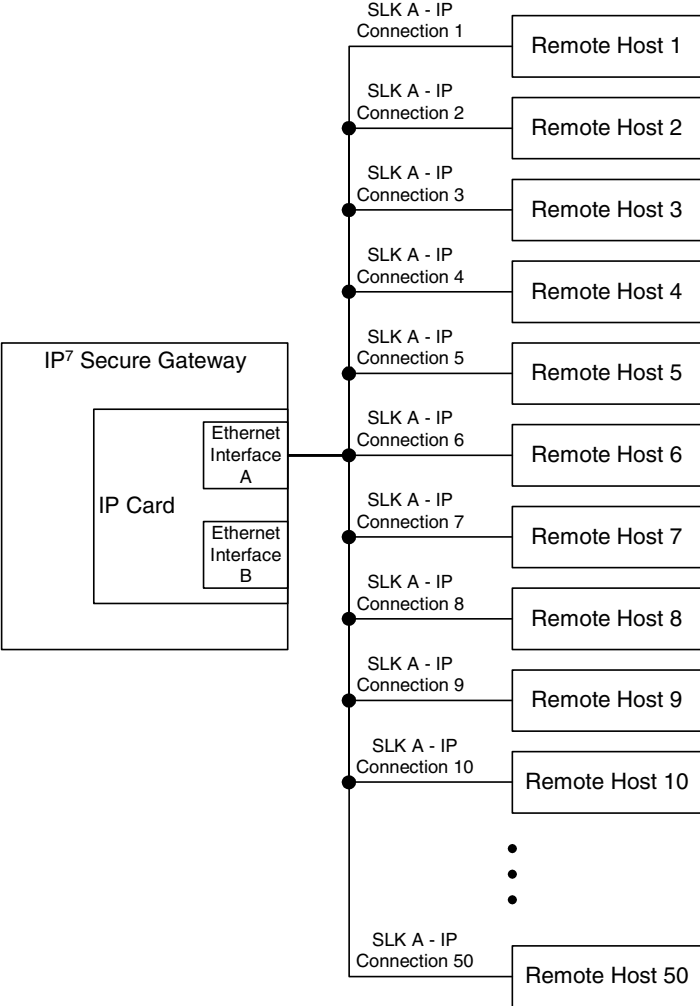 SLK A - IP
Connection 1
Remote Host 1
SLK A - IP
Connection 2
Remote Host 2
SLK A - IP
Connection 3
Remote Host 3
SLK A - IP
Connection 4
Remote Host 4
SLK A - IP
Connection 5
Remote Host 5
SLK A - IP
Connection 6
Remote Host 6
SLK A - IP
Connection 7
Remote Host 7
SLK A - IP
Connection 8
Remote Host 8
SLK A - IP
Connection 9
Remote Host 9
SLK A - IP
Connection 10
Remote Host 10
SLK A - IP
Connection 50
Remote Host 50
IP⁷ Secure Gateway
IP Card
Ethernet
Interface
A
Ethernet
Interface
B